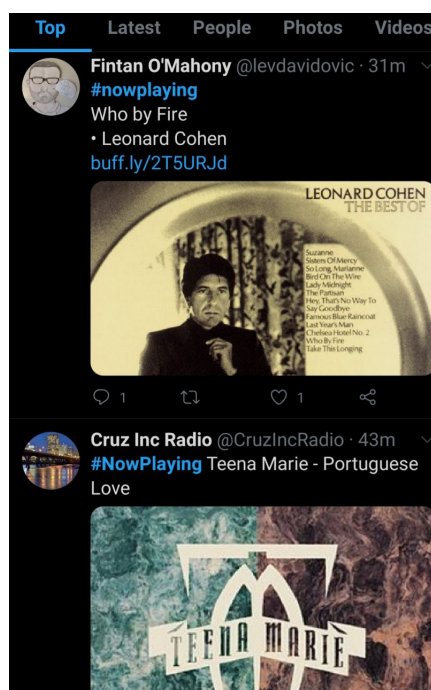 Top Latest People Photos Videos
Fintan O'Mahony @levdavidovic · 31m
#nowplaying
Who by Fire
• Leonard Cohen
buff.ly/2T5URJd
LEONARD COHEN
THE BEST OF
Suzanne
Sisters Of Mercy
So Long, Marianne
Bird On The Wire
Lady Midnight
The Partisan
Hey, That's No Way To
Say Goodbye
Famous Blue Raincoat
Last Year's Man
Chelsea Hotel No. 2
Who By Fire
Take This Longing
1 1
Cruz Inc Radio @CruzIncRadio · 43m
#NowPlaying Teena Marie - Portuguese
Love
TEENA MARIE